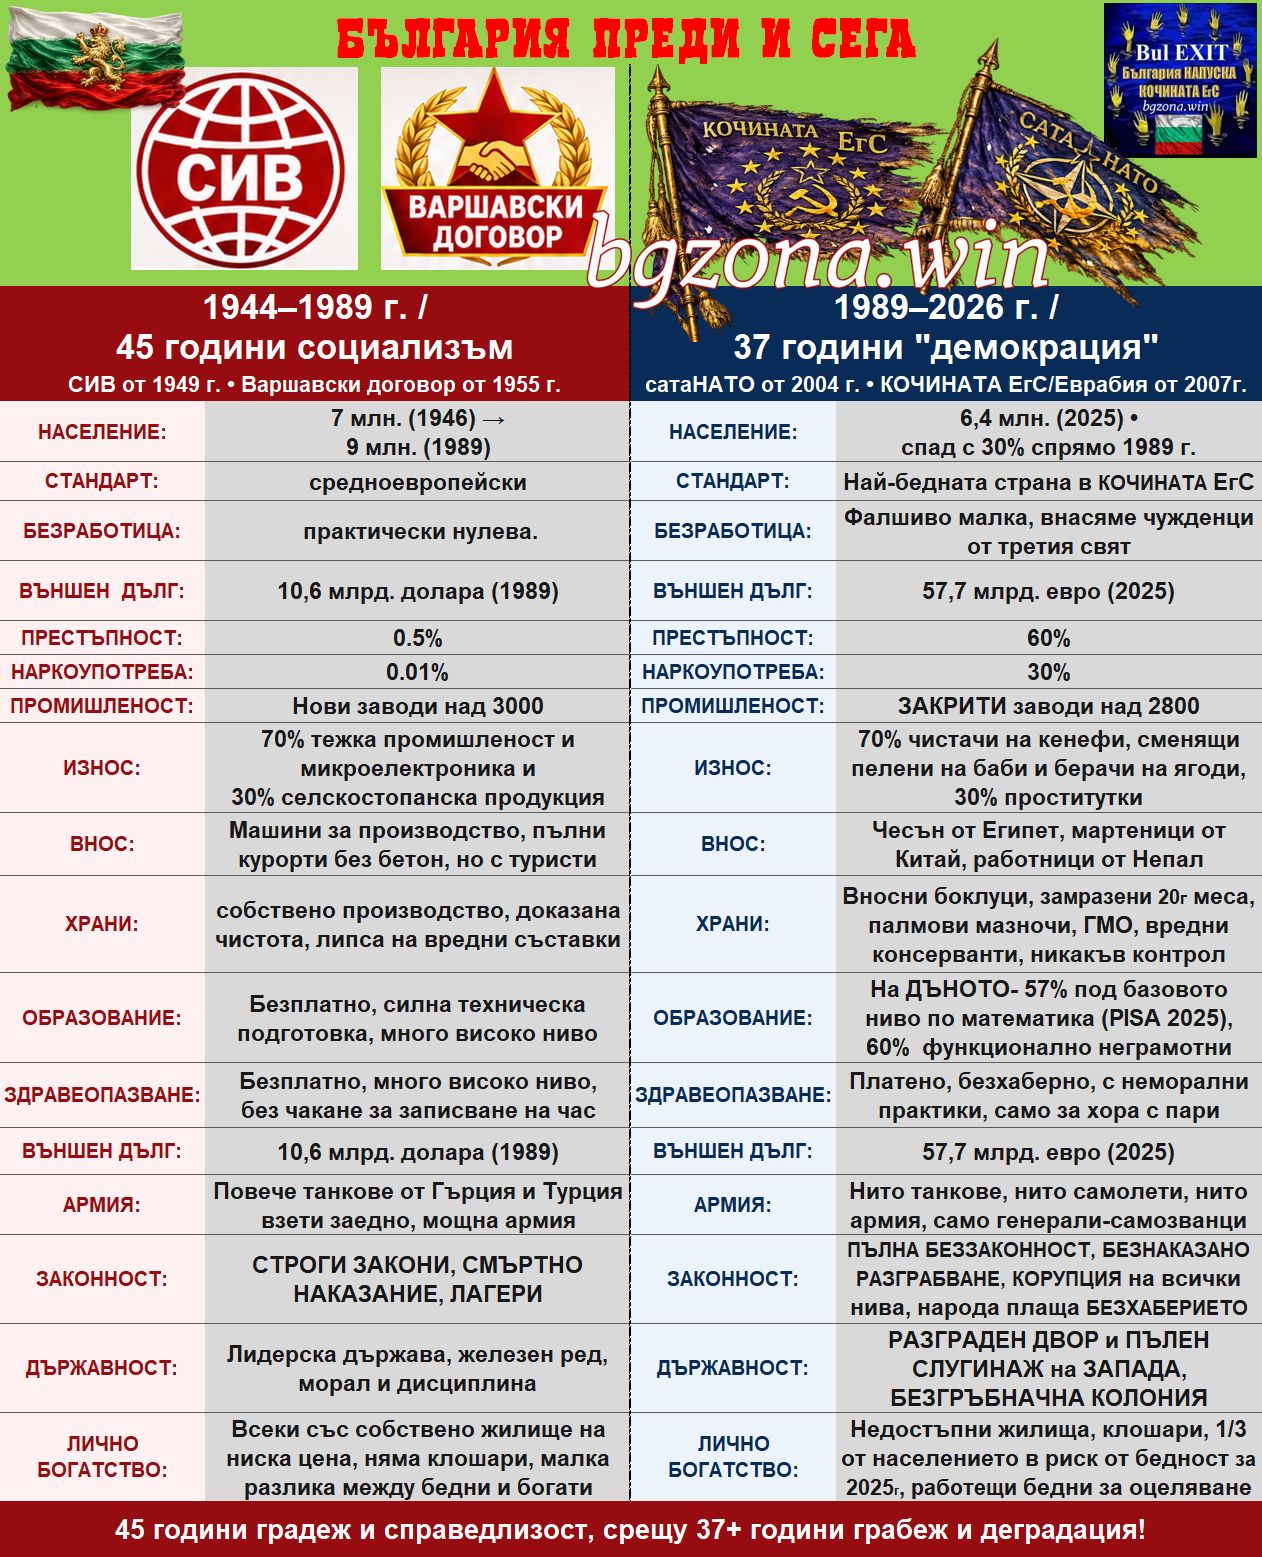 БЪЛГАРИЯ ПРЕДИ И СЕГА
Bul EXIT
България НАПУСКА
КОЧИНАТА ЕгС
bgzona.win
СИВ
ВАРШАВСКИ
ДОГОВОР
КОЧИНАТА ЕгС
САТА НАТО
bgzona.win
1944–1989 г. /
45 години социализъм
СИВ от 1949 г. • Варшавски договор от 1955 г.
1989–2026 г. /
37 години "демокрация"
сатаНАТО от 2004 г. • КОЧИНАТА ЕгС/Еврабия от 2007г.
НАСЕЛЕНИЕ:
7 млн. (1946) →
9 млн. (1989)
НАСЕЛЕНИЕ:
6,4 млн. (2025) •
спад с 30% спрямо 1989 г.
СТАНДАРТ:
средноевропейски
СТАНДАРТ:
Най-бедната страна в КОЧИНАТА ЕгС
БЕЗРАБОТИЦА:
практически нулева.
БЕЗРАБОТИЦА:
Фалшиво малка, внасяме чужденци
от третия свят
ВЪНШЕН ДЪЛГ:
10,6 млрд. долара (1989)
ВЪНШЕН ДЪЛГ:
57,7 млрд. евро (2025)
ПРЕСТЪПНОСТ:
0.5%
ПРЕСТЪПНОСТ:
60%
НАРКОУПОТРЕБА:
0.01%
НАРКОУПОТРЕБА:
30%
ПРОМИШЛЕНОСТ:
Нови заводи над 3000
ПРОМИШЛЕНОСТ:
ЗАКРИТИ заводи над 2800
ИЗНОС:
70% тежка промишленост и
микроелектроника и
30% селскостопанска продукция
ИЗНОС:
70% чистачи на кенефи, сменящи
пелени на баби и берачи на ягоди,
30% проститутки
ВНОС:
Машини за производство, пълни
курорти без бетон, но с туристи
ВНОС:
Чесън от Египет, мартеници от
Китай, работници от Непал
ХРАНИ:
собствено производство, доказана
чистота, липса на вредни съставки
ХРАНИ:
Вносни боклуци, замразени 20г меса,
палмови мазночи, ГМО, вредни
консерванти, никакъв контрол
ОБРАЗОВАНИЕ:
Безплатно, силна техническа
подготовка, много високо ниво
ОБРАЗОВАНИЕ:
На ДЪНОТО- 57% под базовото
ниво по математика (PISA 2025),
60% функционално неграмотни
ЗДРАВЕОПАЗВАНЕ:
Безплатно, много високо ниво,
без чакане за записване на час
ЗДРАВЕОПАЗВАНЕ:
Платено, безхаберно, с неморални
практики, само за хора с пари
ВЪНШЕН ДЪЛГ:
10,6 млрд. долара (1989)
ВЪНШЕН ДЪЛГ:
57,7 млрд. евро (2025)
АРМИЯ:
Повече танкове от Гърция и Турция
взети заедно, мощна армия
АРМИЯ:
Нито танкове, нито самолети, нито
армия, само генерали-самозванци
ЗАКОННОСТ:
СТРОГИ ЗАКОНИ, СМЪРТНО
НАКАЗАНИЕ, ЛАГЕРИ
ЗАКОННОСТ:
ПЪЛНА БЕЗЗАКОННОСТ, БЕЗНАКАЗАНО
РАЗГРАБВАНЕ, КОРУПЦИЯ на всички
нива, народа плаща БЕЗХАБЕРИЕТО
ДЪРЖАВНОСТ:
Лидерска държава, железен ред,
морал и дисциплина
ДЪРЖАВНОСТ:
РАЗГРАДЕН ДВОР и ПЪЛЕН
СЛУГИНАЖ на ЗАПАДА,
БЕЗГРЪБНАЧНА КОЛОНИЯ
ЛИЧНО
БОГАТСТВО:
Всеки със собствено жилище на
ниска цена, няма клошари, малка
разлика между бедни и богати
ЛИЧНО
БОГАТСТВО:
Недостъпни жилища, клошари, 1/3
от населението в риск от бедност за
2025г, работещи бедни за оцеляване
45 години градеж и справедлизост, срещу 37+ години грабеж и деградация!